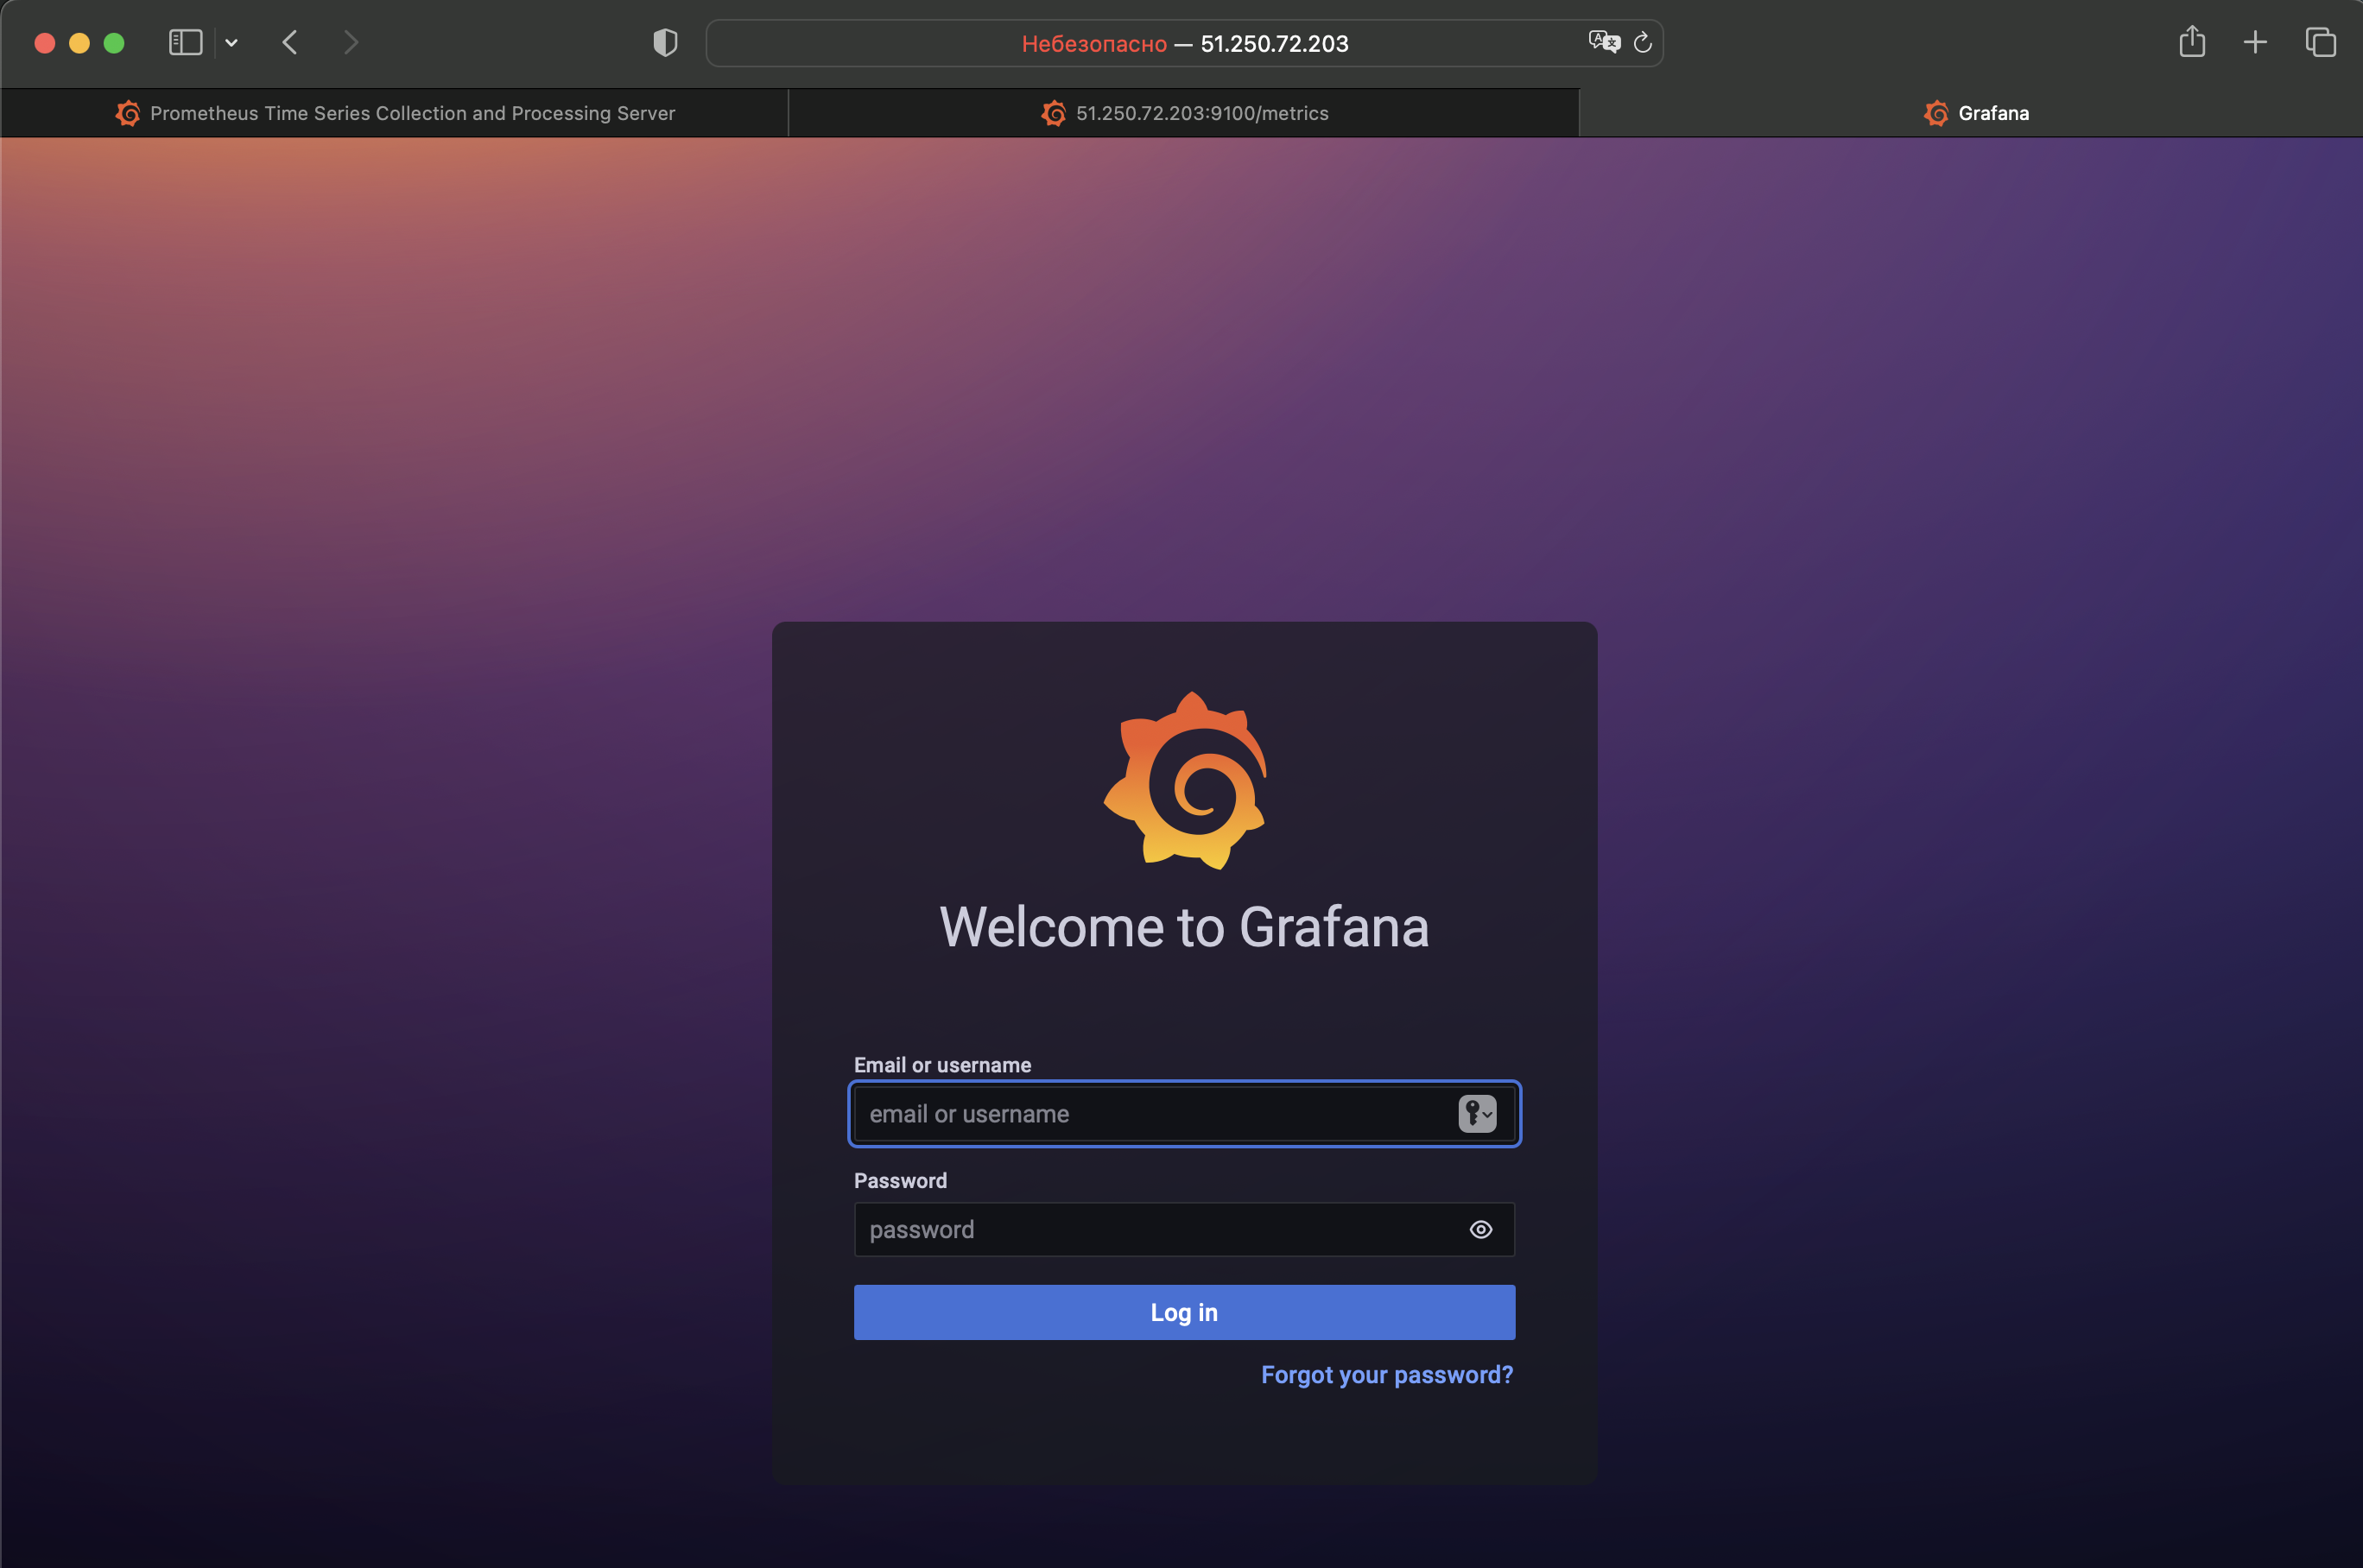 Небезопасно — 51.250.72.203
Prometheus Time Series Collection and Processing Server
51.250.72.203:9100/metrics
Grafana
Welcome to Grafana
Email or username
email or username
Password
password
Log in
Forgot your password?